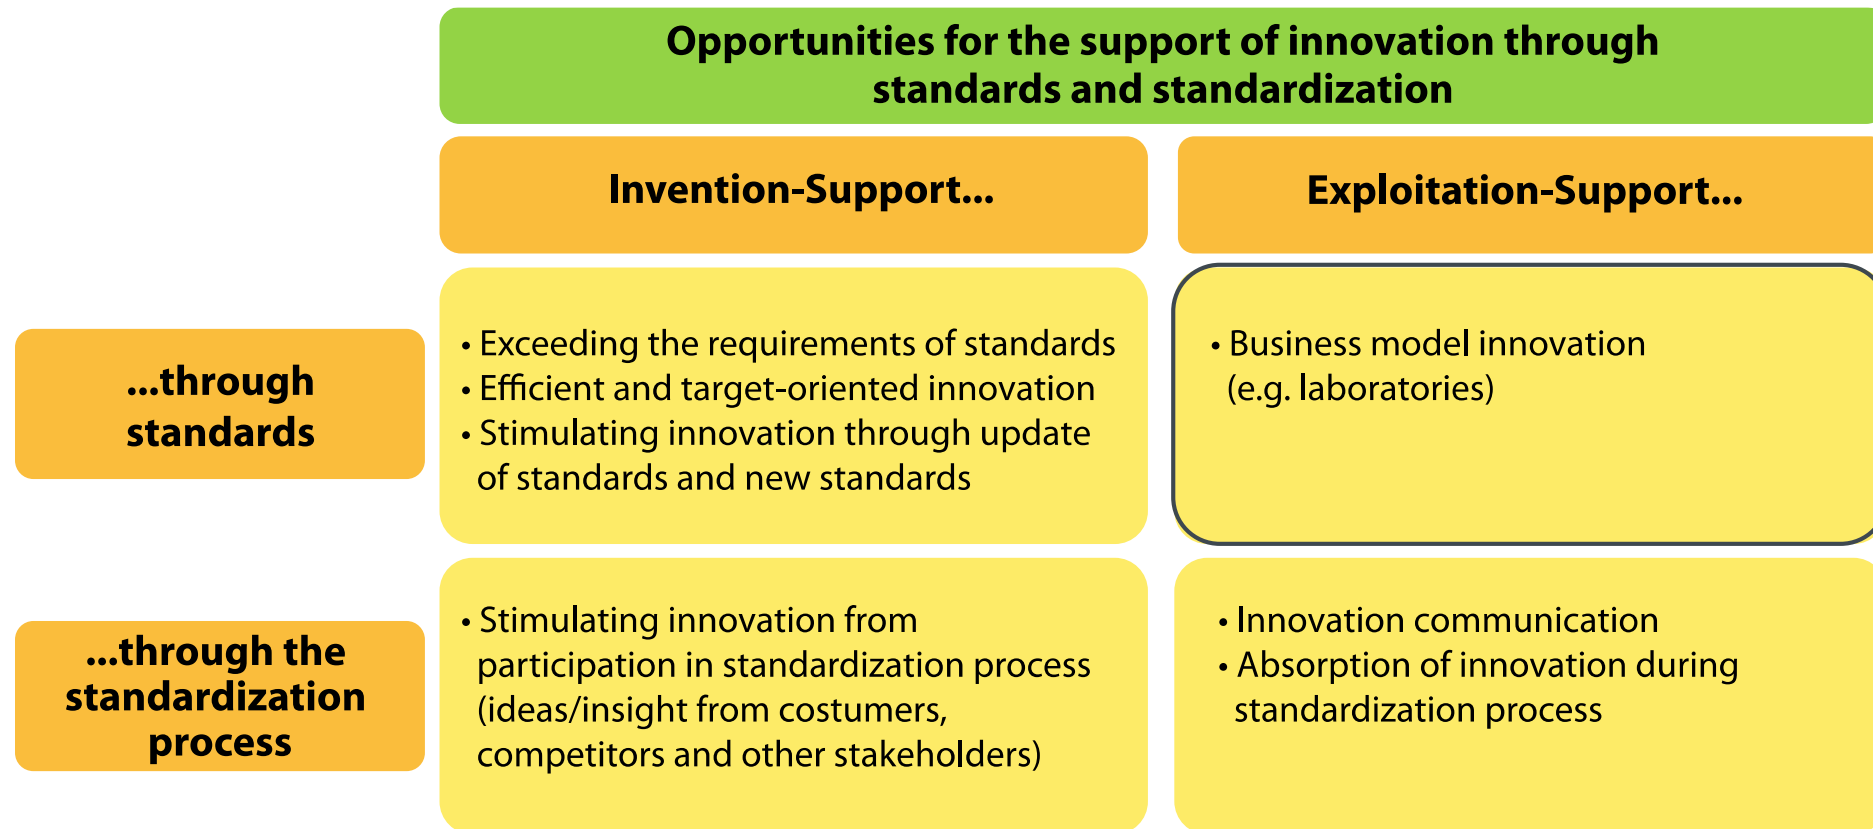 Opportunities for the support of innovation through
standards and standardization
Invention-Support...
Exploitation-Support...
...through
standards
• Exceeding the requirements of standards
• Efficient and target-oriented innovation
• Stimulating innovation through update
of standards and new standards
• Business model innovation
(e.g. laboratories)
...through the
standardization
process
• Stimulating innovation from
participation in standardization process
(ideas/insight from costumers,
competitors and other stakeholders)
• Innovation communication
• Absorption of innovation during
standardization process